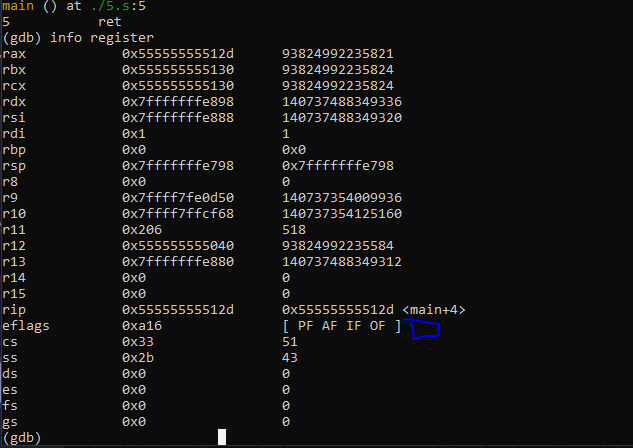 main () at ./5.s:5
5 ret
(gdb) info register
rax 0x55555555512d 93824992235821
rbx 0x555555555130 93824992235824
rcx 0x555555555130 93824992235824
rdx 0x7fffffffe898 140737488349336
rsi 0x7fffffffe888 140737488349320
rdi 0x1 1
rbp 0x0 0x0
rsp 0x7fffffffe798 0x7fffffffe798
r8 0x0 0
r9 0x7ffff7fe0d50 140737354009936
r10 0x7ffff7ffcf68 140737354125160
r11 0x206 518
r12 0x555555555040 93824992235584
r13 0x7fffffffe880 140737488349312
r14 0x0 0
r15 0x0 0
rip 0x55555555512d 0x55555555512d <main+4>
eflags 0xa16 [ PF AF IF OF ]
cs 0x33 51
ss 0x2b 43
ds 0x0 0
es 0x0 0
fs 0x0 0
gs 0x0 0
(gdb)